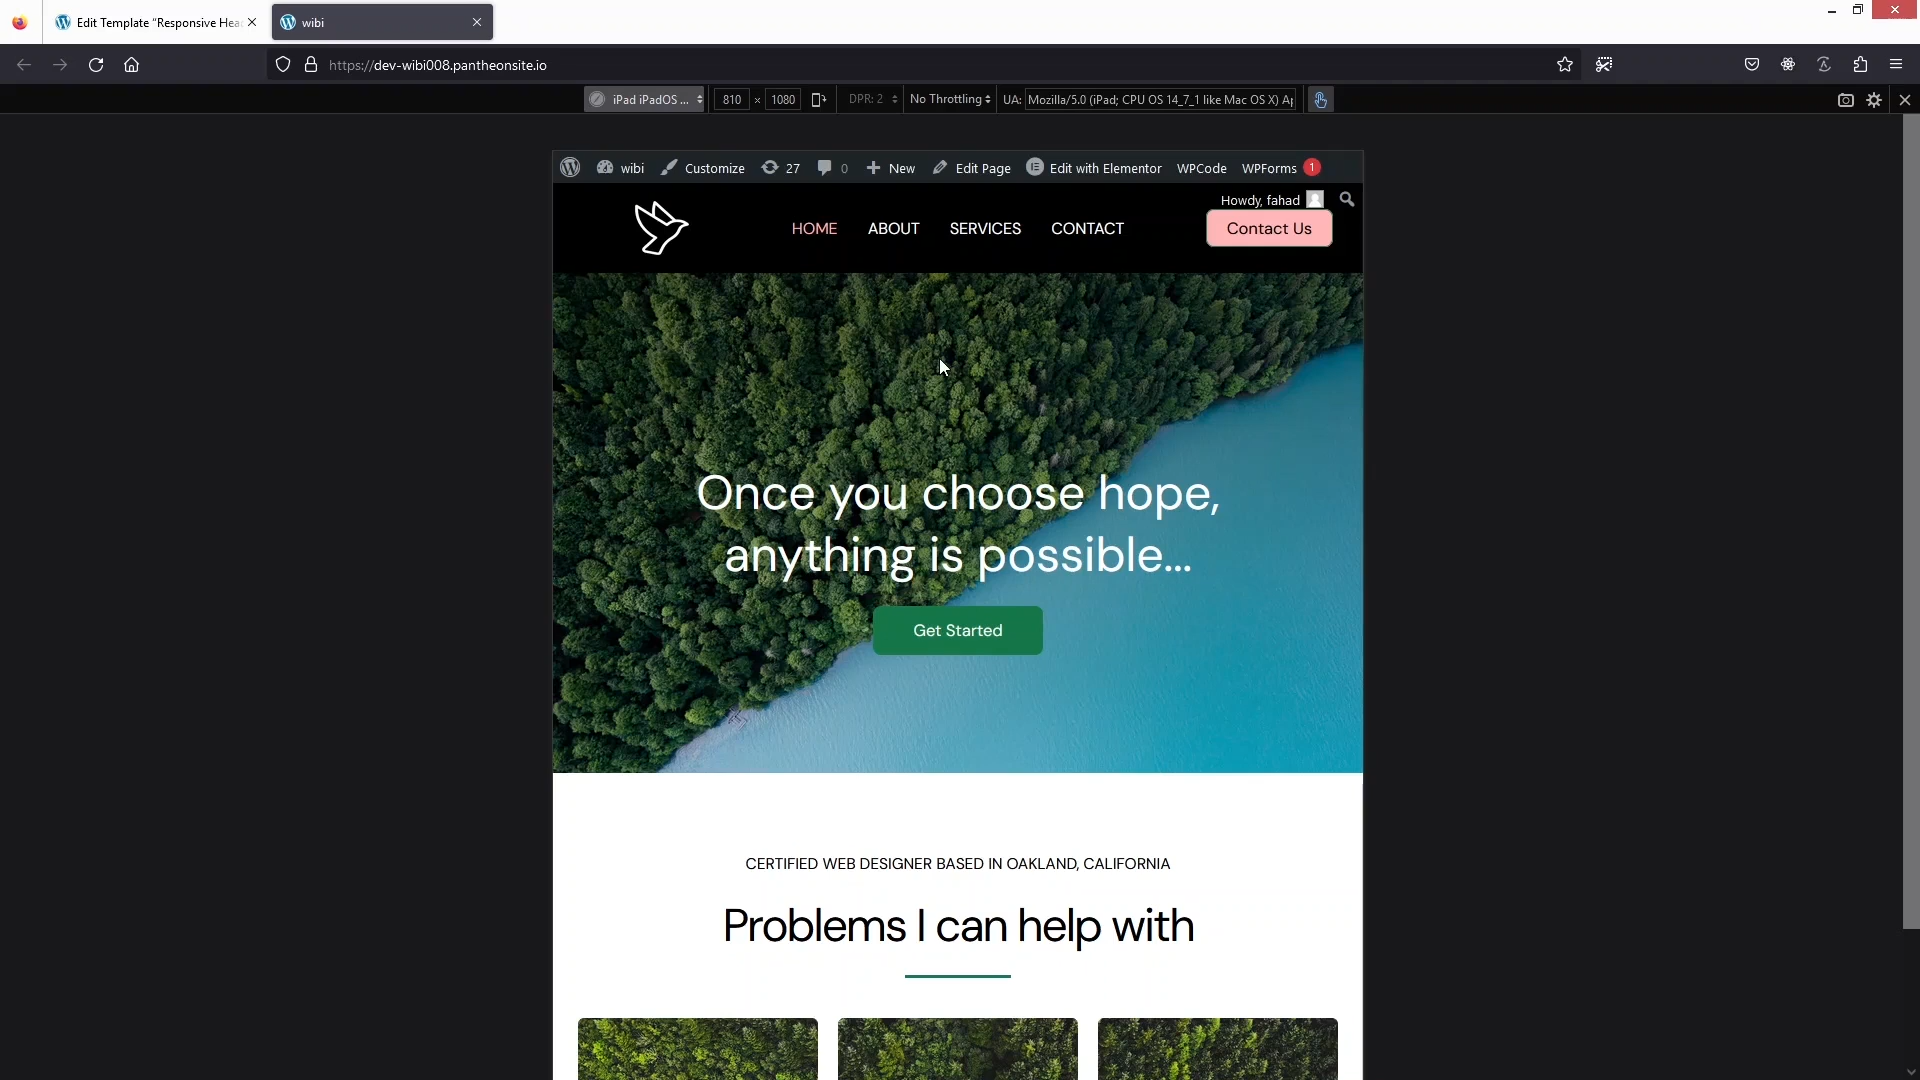 Edit Template "Responsive Hea
wibi
https://dev-wibi008.pantheonsite.io
iPad iPadOS ... 810 × 1080 DPR: 2 No Throttling UA: Mozilla/5.0 (iPad; CPU OS 14_7_1 like Mac OS X) Ap
wibi Customize 27 0 New Edit Page Edit with Elementor WPCode WPForms 1
Howdy, fahad
HOME ABOUT SERVICES CONTACT Contact Us
Once you choose hope,
anything is possible...
Get Started
CERTIFIED WEB DESIGNER BASED IN OAKLAND, CALIFORNIA
Problems I can help with